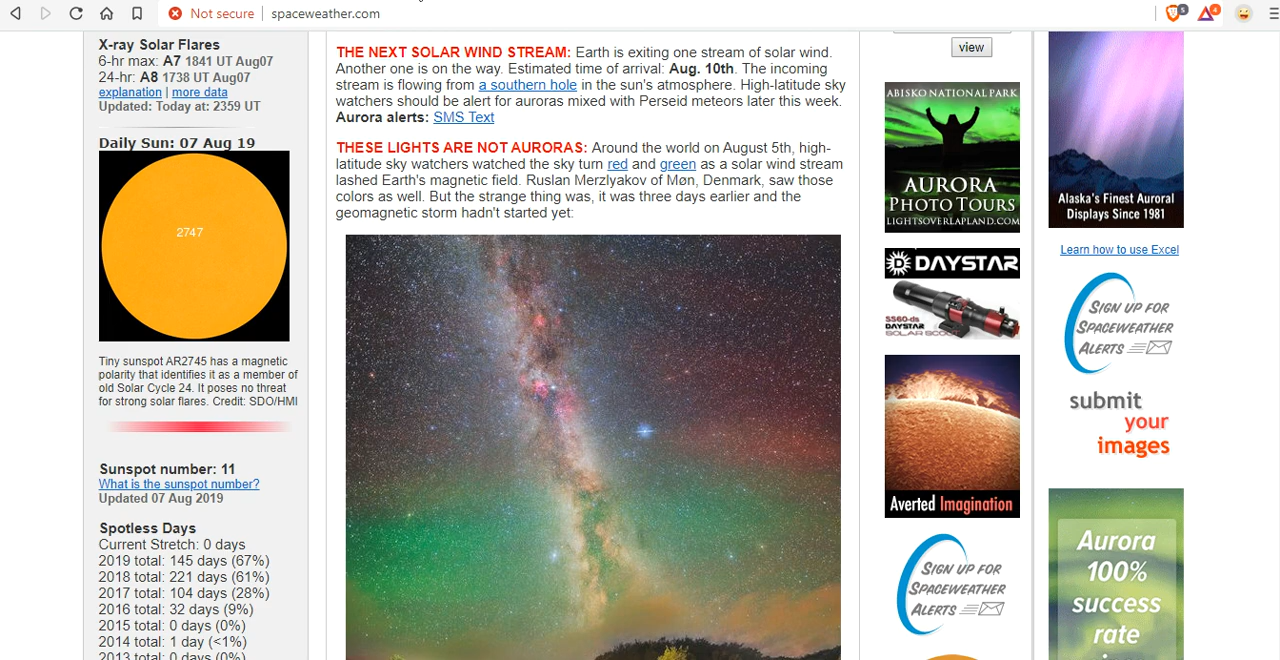 Not secure
spaceweather.com
5
4
X-ray Solar Flares
6-hr max: A7 1841 UT Aug07
24-hr: A8 1738 UT Aug07
explanation | more data
Updated: Today at: 2359 UT
Daily Sun: 07 Aug 19
2747
Tiny sunspot AR2745 has a magnetic
polarity that identifies it as a member of
old Solar Cycle 24. It poses no threat
for strong solar flares. Credit: SDO/HMI
Sunspot number: 11
What is the sunspot number?
Updated 07 Aug 2019
Spotless Days
Current Stretch: 0 days
2019 total: 145 days (67%)
2018 total: 221 days (61%)
2017 total: 104 days (28%)
2016 total: 32 days (9%)
2015 total: 0 days (0%)
2014 total: 1 day (<1%)
2013 total: 0 days (0%)
THE NEXT SOLAR WIND STREAM: Earth is exiting one stream of solar wind.
Another one is on the way. Estimated time of arrival: Aug. 10th. The incoming
stream is flowing from a southern hole in the sun's atmosphere. High-latitude sky
watchers should be alert for auroras mixed with Perseid meteors later this week.
Aurora alerts: SMS Text
THESE LIGHTS ARE NOT AURORAS: Around the world on August 5th, high-
latitude sky watchers watched the sky turn red and green as a solar wind stream
lashed Earth's magnetic field. Ruslan Merzlyakov of Møn, Denmark, saw those
colors as well. But the strange thing was, it was three days earlier and the
geomagnetic storm hadn't started yet:
view
ABISKO NATIONAL PARK
AURORA
PHOTO TOURS
LIGHTSOVERLAPLAND.COM
DAYSTAR
SS60-ds
DAYSTAR
SOLAR SCOUT
Averted Imagination
SIGN UP FOR
SPACEWEATHER
ALERTS
Alaska's Finest Auroral
Displays Since 1981
Learn how to use Excel
SIGN UP FOR
SPACEWEATHER
ALERTS
submit
your
images
Aurora
100%
success
rate